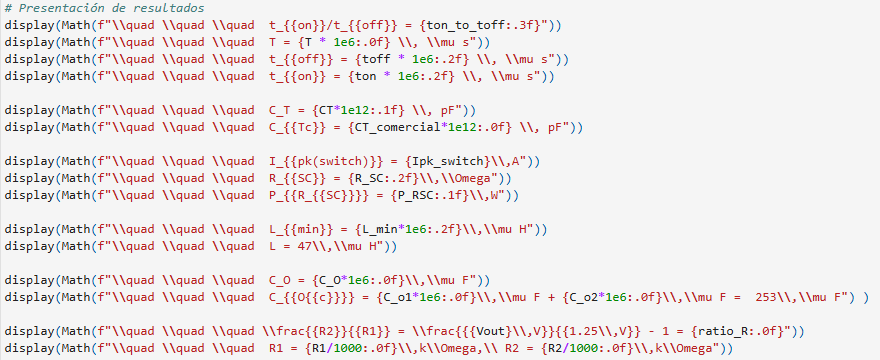 # Presentación de resultados
display(Math(f"\\quad \\quad \\quad  t_{{on}}/t_{{off}} = {ton_to_toff:.3f}"))
display(Math(f"\\quad \\quad \\quad  T = {T * 1e6:.0f} \\, \\mu s"))
display(Math(f"\\quad \\quad \\quad  t_{{off}} = {toff * 1e6:.2f} \\, \\mu s"))
display(Math(f"\\quad \\quad \\quad  t_{{on}} = {ton * 1e6:.2f} \\, \\mu s"))
display(Math(f"\\quad \\quad \\quad  C_T = {CT*1e12:.1f} \\, pF"))
display(Math(f"\\quad \\quad \\quad  C_{{Tc}} = {CT_comercial*1e12:.0f} \\, pF"))
display(Math(f"\\quad \\quad \\quad  I_{{pk(switch)}} = {Ipk_switch}\\,A"))
display(Math(f"\\quad \\quad \\quad  R_{{SC}} = {R_SC:.2f}\\,\\Omega"))
display(Math(f"\\quad \\quad \\quad  P_{{R_{{SC}}}} = {P_RSC:.1f}\\,W"))
display(Math(f"\\quad \\quad \\quad  L_{{min}} = {L_min*1e6:.2f}\\,\\mu H"))
display(Math(f"\\quad \\quad \\quad  L = 47\\,\\mu H"))
display(Math(f"\\quad \\quad \\quad  C_O = {C_O*1e6:.0f}\\,\\mu F"))
display(Math(f"\\quad \\quad \\quad  C_{{O{{c}}}} = {C_o1*1e6:.0f}\\,\\mu F + {C_o2*1e6:.0f}\\,\\mu F =  253\\,\\mu F") )
display(Math(f"\\quad \\quad \\quad \\frac{{R2}}{{R1}} = \\frac{{{Vout}\\,V}}{{1.25\\,V}} - 1 = {ratio_R:.0f}"))
display(Math(f"\\quad \\quad \\quad  R1 = {R1/1000:.0f}\\,k\\Omega,\\ R2 = {R2/1000:.0f}\\,k\\Omega"))